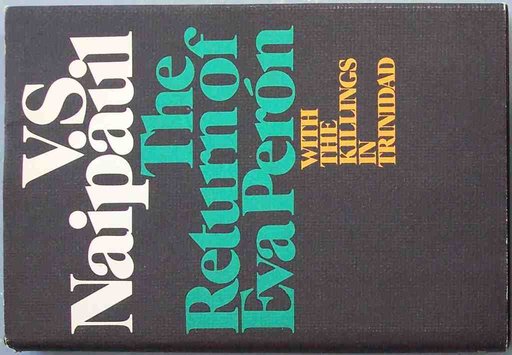 V.S.
Naipaul
The
Return of
Eva Perón
WITH
THE
KILLINGS
IN
TRINIDAD